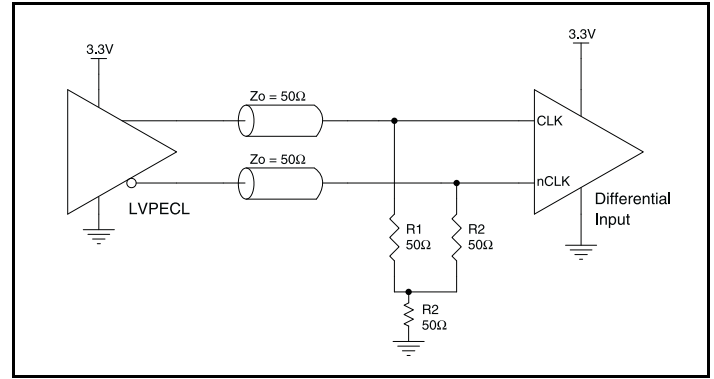 3.3V
3.3V
Zo = 50Ω
CLK
Zo = 50Ω
nCLK
LVPECL
Differential
Input
R1
50Ω
R2
50Ω
R2
50Ω